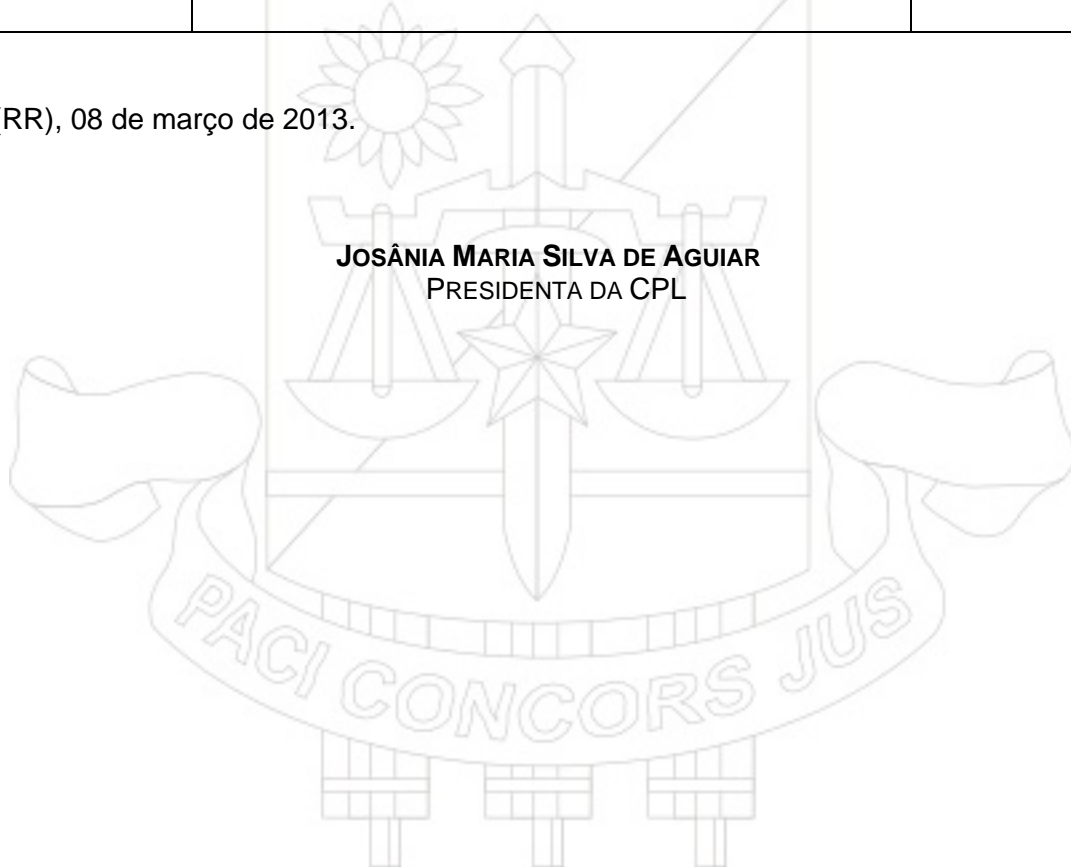 (RR), 08 de março de 2013.
JOSÂNIA MARIA SILVA DE AGUIAR
PRESIDENTA DA CPL
PACI CONCORS JUS